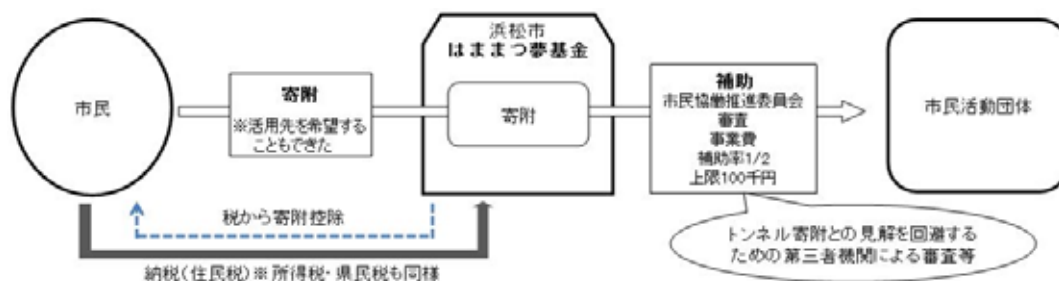 市民
寄附
※活用先を希望する
こともできた
浜松市
はままつ夢基金
寄附
補助
市民協働推進委員会
審査
事業費
補助率1/2
上限100千円
市民活動団体
税から寄附控除
納税(住民税)※所得税・県民税も同様
トンネル寄附との見解を回避する
ための第三者機関による審査等